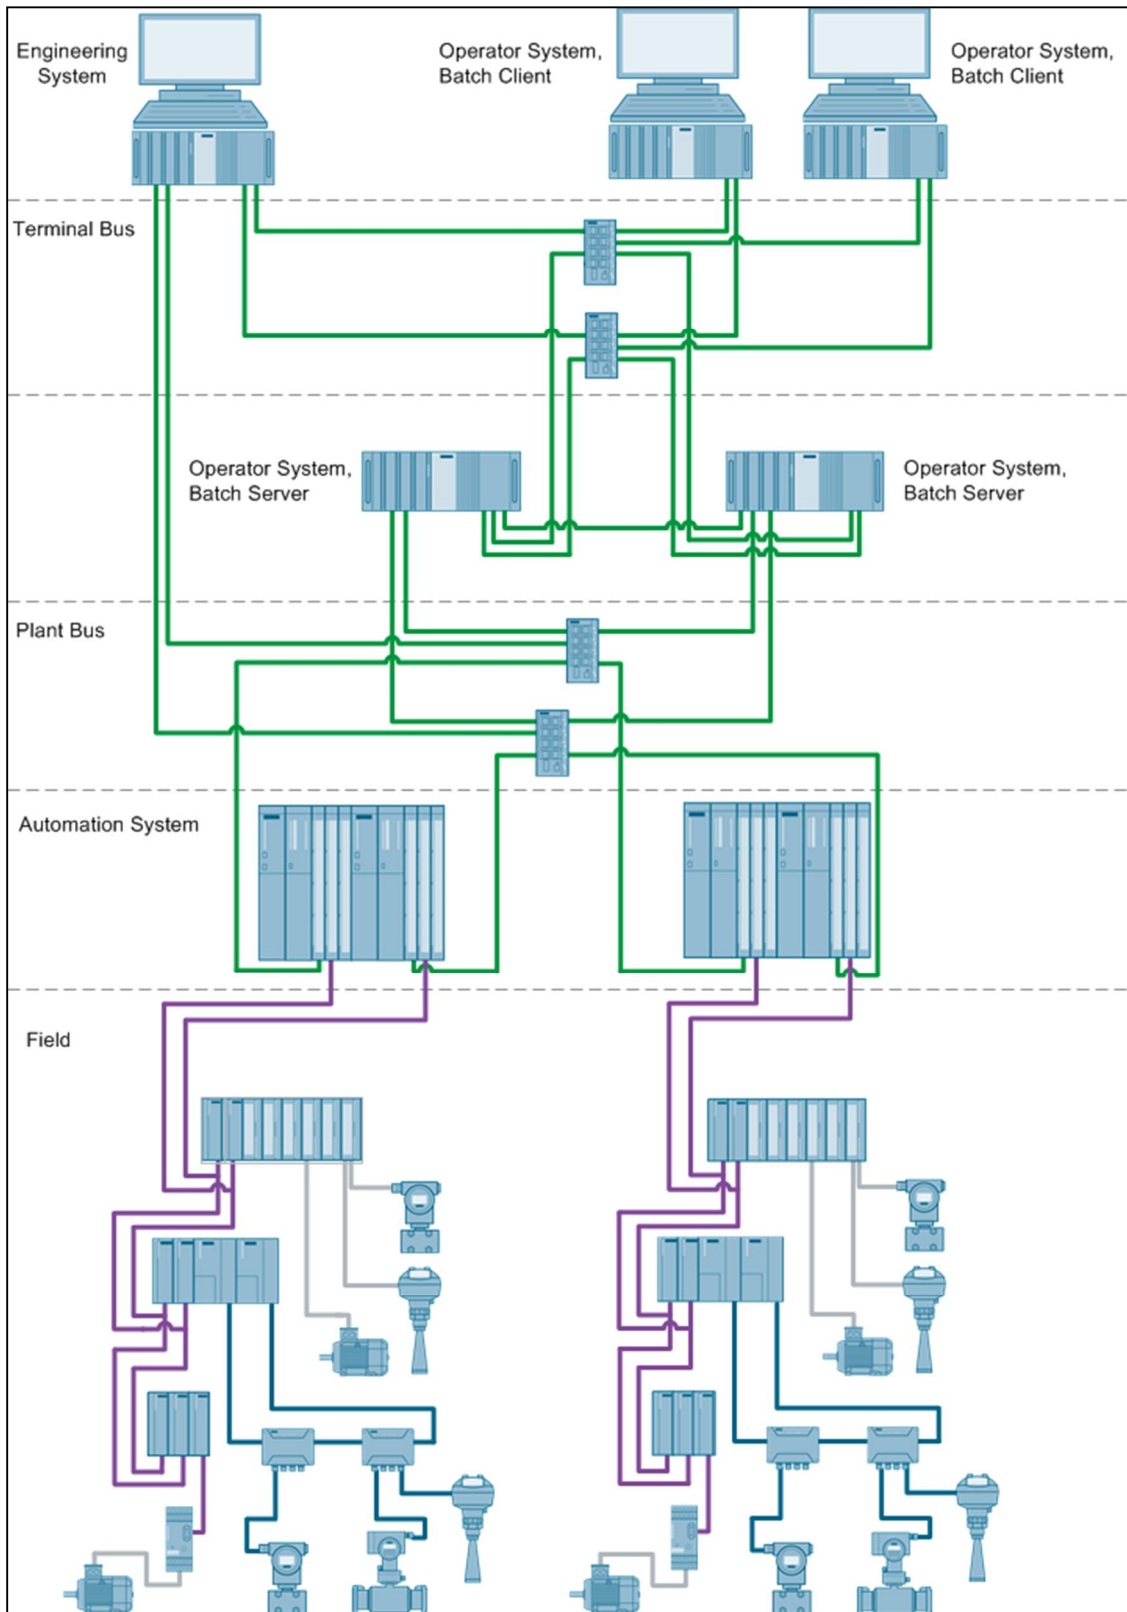 Engineering
System
Operator System,
Batch Client
Operator System,
Batch Client
Terminal Bus
Operator System,
Batch Server
Operator System,
Batch Server
Plant Bus
Automation System
Field